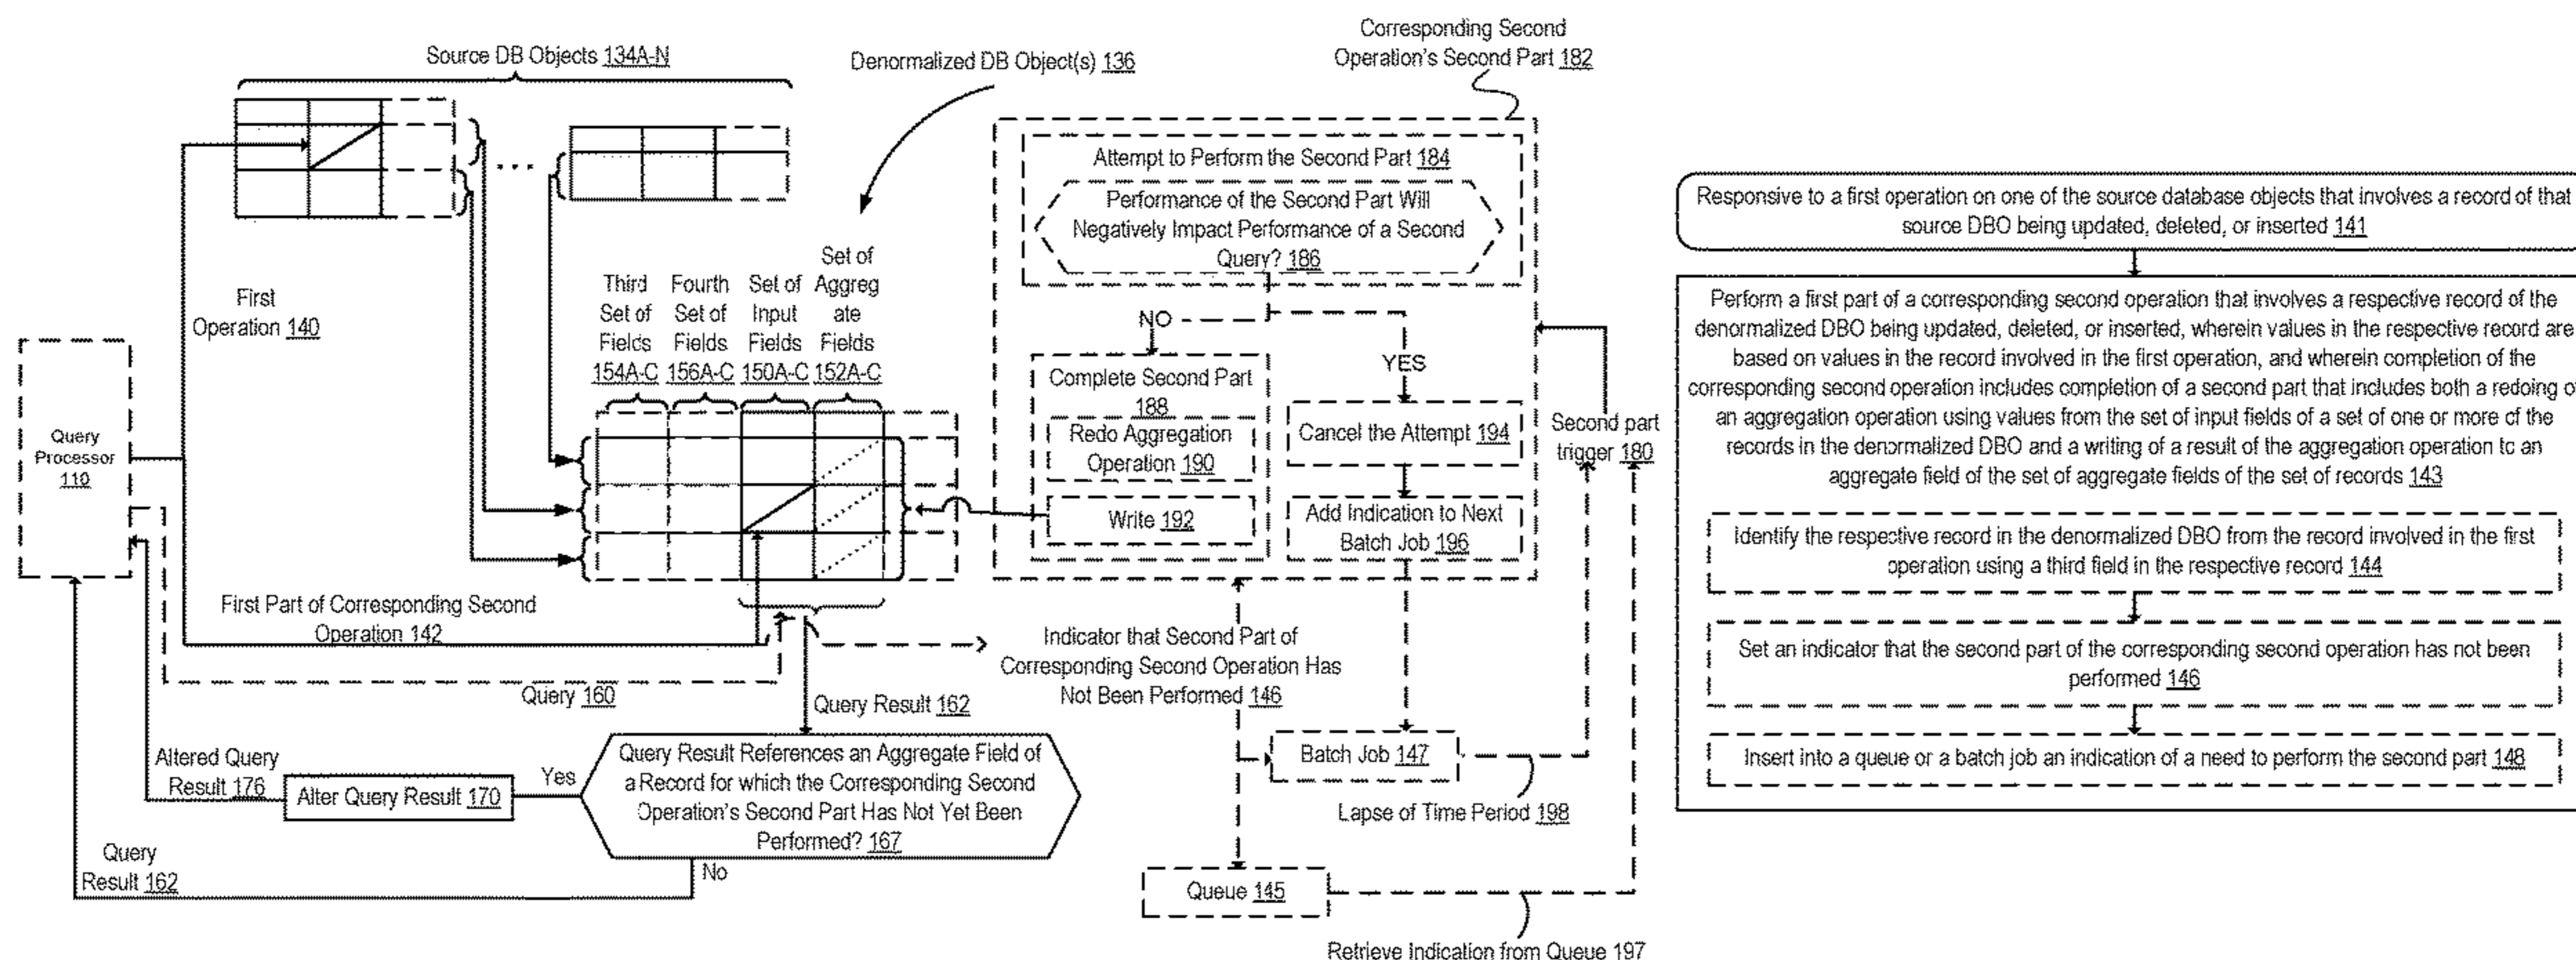 Source DB Objects 134A-N
Denormalized DB Object(s) 136
Corresponding Second
Operation's Second Part 182
First
Operation 140
Query
Processor
110
Third
Set of
Fields
154A-C
Fourth
Set of
Fields
156A-C
Set of
Input
Fields
150A-C
Set of
Aggreg
ate
Fields
152A-C
Attempt to Perform the Second Part 184
Performance of the Second Part Will
Negatively Impact Performance of a Second
Query? 186
NO
YES
Complete Second Part
188
Redo Aggregation
Operation 190
Write 192
Cancel the Attempt 194
Add Indication to Next
Batch Job 196
Second part
trigger 180
First Part of Corresponding Second
Operation 142
Query 160
Query Result 162
Indicator that Second Part of
Corresponding Second Operation Has
Not Been Performed 146
Batch Job 147
Lapse of Time Period 198
Queue 145
Retrieve Indication from Queue 197
Altered Query
Result 176
Alter Query Result 170
Yes
Query Result References an Aggregate Field of
a Record for which the Corresponding Second
Operation's Second Part Has Not Yet Been
Performed? 167
No
Query
Result 162
Responsive to a first operation on one of the source database objects that involves a record of that
source DBO being updated, deleted, or inserted 141
Perform a first part of a corresponding second operation that involves a respective record of the
denormalized DBO being updated, deleted, or inserted, wherein values in the respective record are
based on values in the record involved in the first operation, and wherein completion of the
corresponding second operation includes completion of a second part that includes both a redoing of
an aggregation operation using values from the set of input fields of a set of one or more of the
records in the denormalized DBO and a writing of a result of the aggregation operation to an
aggregate field of the set of aggregate fields of the set of records 143
Identify the respective record in the denormalized DBO from the record involved in the first
operation using a third field in the respective record 144
Set an indicator that the second part of the corresponding second operation has not been
performed 146
Insert into a queue or a batch job an indication of a need to perform the second part 148